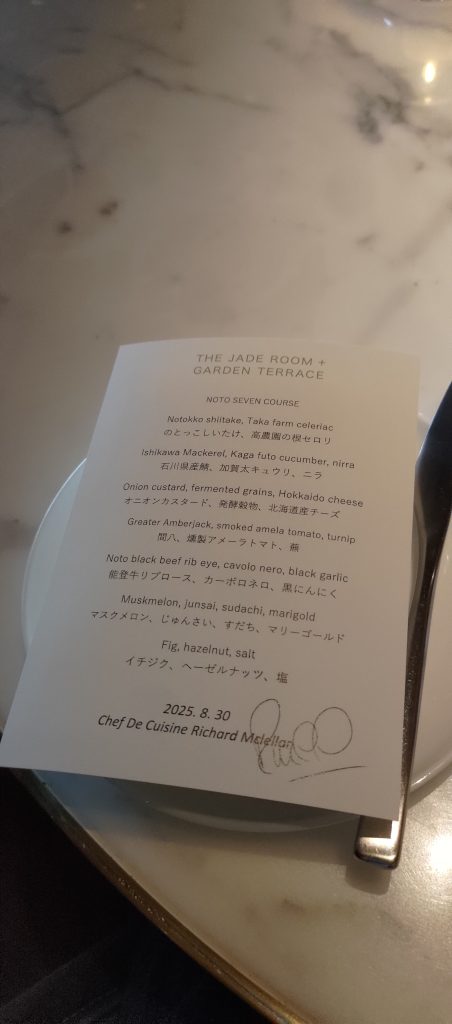 THE JADE ROOM +
GARDEN TERRACE
NOTO SEVEN COURSE
Notokko shiitake, Taka farm celeriac
のとっこしいたけ、高農園の根セロリ
Ishikawa Mackerel, Kaga futo cucumber, nirra
石川県産鯖、加賀太キュウリ、ニラ
Onion custard, fermented grains, Hokkaido cheese
オニオンカスタード、発酵穀物、北海道産チーズ
Greater Amberjack, smoked amela tomato, turnip
間八、燻製アメーラトマト、蕪
Noto black beef rib eye, cavolo nero, black garlic
能登牛リブロース、カーボロネロ、黒にんにく
Muskmelon, junsai, sudachi, marigold
マスクメロン、じゅんさい、すだち、マリーゴールド
Fig, hazelnut, salt
イチジク、ヘーゼルナッツ、塩
2025. 8. 30
Chef De Cuisine Richard Mclellan